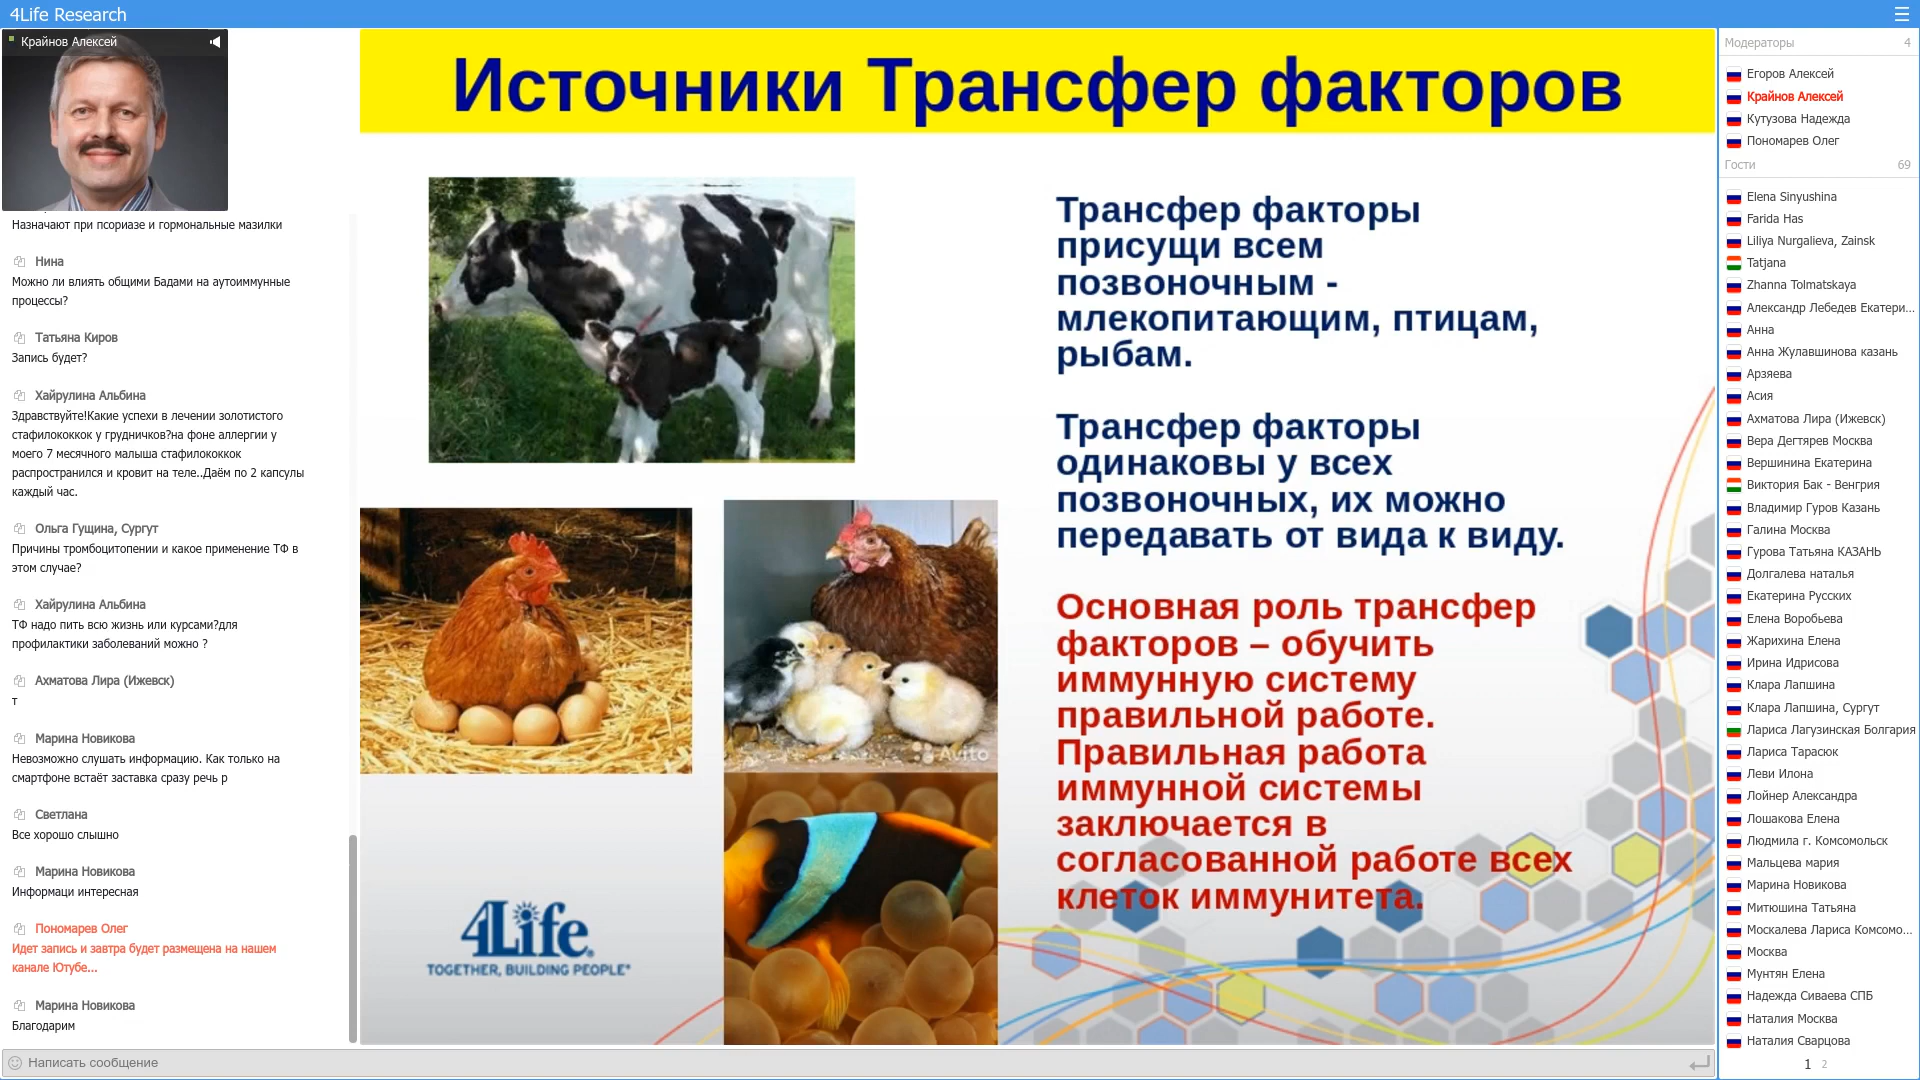 4Life Research
Крайнов Алексей
Назначают при псориазе и гормональные мазилки
Нина
Можно ли влиять общими Бадами на аутоиммунные
процессы?
Татьяна Киров
Запись будет?
Хайрулина Альбина
Здравствуйте!Какие успехи в лечении золотистого
стафилококкок у грудничков?на фоне аллергии у
моего 7 месячного малыша стафилококкок
распространился и кровит на теле..Даём по 2 капсулы
каждый час.
Ольга Гущина, Сургут
Причины тромбоцитопении и какое применение ТФ в
этом случае?
Хайрулина Альбина
ТФ надо пить всю жизнь или курсами?для
профилактики заболеваний можно ?
Ахматова Лира (Ижевск)
т
Марина Новикова
Невозможно слушать информацию. Как только на
смартфоне встаёт заставка сразу речь р
Светлана
Все хорошо слышно
Марина Новикова
Информаци интересная
Пономарев Олег
Идет запись и завтра будет размещена на нашем
канале Ютубе...
Марина Новикова
Благодарим
Написать сообщение
Источники Трансфер факторов
Трансфер факторы
присущи всем
позвоночным -
млекопитающим, птицам,
рыбам.
Трансфер факторы
одинаковы у всех
позвоночных, их можно
передавать от вида к виду.
Основная роль трансфер
факторов – обучить
иммунную систему
правильной работе.
Правильная работа
иммунной системы
заключается в
согласованной работе всех
клеток иммунитета.
Avito
4Life®
TOGETHER, BUILDING PEOPLE®
Модераторы 4
Егоров Алексей
Крайнов Алексей
Кутузова Надежда
Пономарев Олег
Гости 69
Elena Sinyushina
Farida Has
Liliya Nurgalieva, Zainsk
Tatjana
Zhanna Tolmatskaya
Александр Лебедев Екатери...
Анна
Анна Жулавшинова казань
Арзяева
Асия
Ахматова Лира (Ижевск)
Вера Дегтярев Москва
Вершинина Екатерина
Виктория Бак - Венгрия
Владимир Гуров Казань
Галина Москва
Гурова Татьяна КАЗАНЬ
Долгалева наталья
Екатерина Русских
Елена Воробьева
Жарихина Елена
Ирина Идрисова
Клара Лапшина
Клара Лапшина, Сургут
Лариса Лагузинская Болгария
Лариса Тарасюк
Леви Илона
Лойнер Александра
Лошакова Елена
Людмила г. Комсомольск
Мальцева мария
Марина Новикова
Митюшина Татьяна
Москалева Лариса Комсомо...
Москва
Мунтян Елена
Надежда Сиваева СПБ
Наталия Москва
Наталия Сварцова
1 2